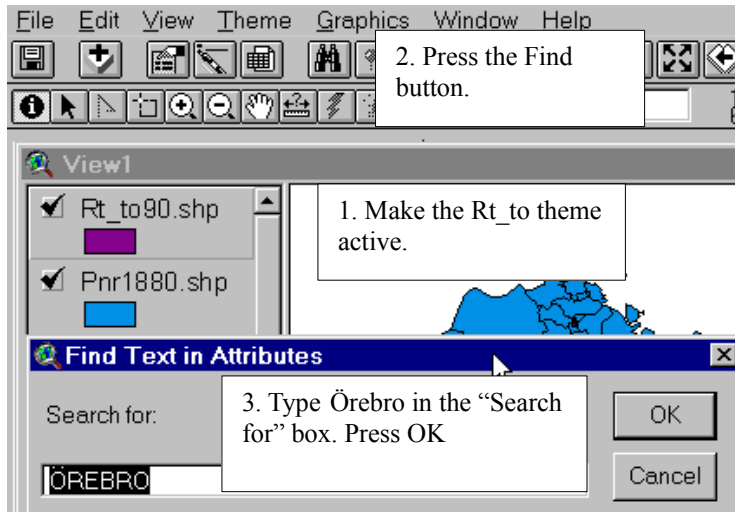 File Edit View Theme Graphics Window Help
2. Press the Find
button.
View1
Rt_to90.shp
1. Make the Rt_to theme
active.
Pnr1880.shp
Find Text in Attributes
Search for:
3. Type Örebro in the “Search
for” box. Press OK
OK
ÖREBRO
Cancel